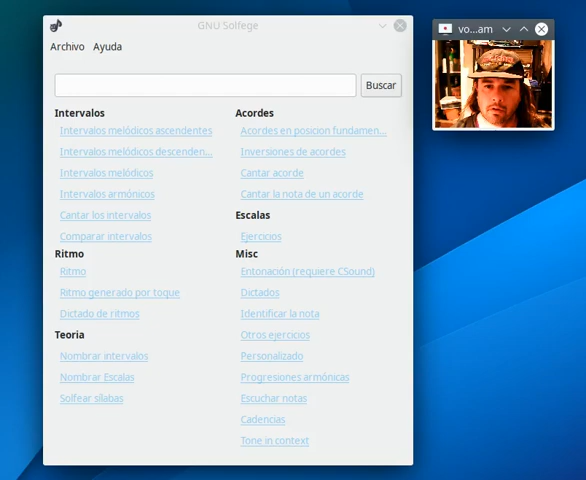 GNU Solfege
vo...am
Archivo Ayuda
Buscar
Intervalos
Intervalos melódicos ascendentes
Intervalos melódicos descenden...
Intervalos melódicos
Intervalos armónicos
Cantar los intervalos
Comparar intervalos
Ritmo
Ritmo
Ritmo generado por toque
Dictado de ritmos
Teoria
Nombrar intervalos
Nombrar Escalas
Solfear sílabas
Acordes
Acordes en posicion fundamen...
Inversiones de acordes
Cantar acorde
Cantar la nota de un acorde
Escalas
Ejercicios
Misc
Entonación (requiere CSound)
Dictados
Identificar la nota
Otros ejercicios
Personalizado
Progresiones armónicas
Escuchar notas
Cadencias
Tone in context